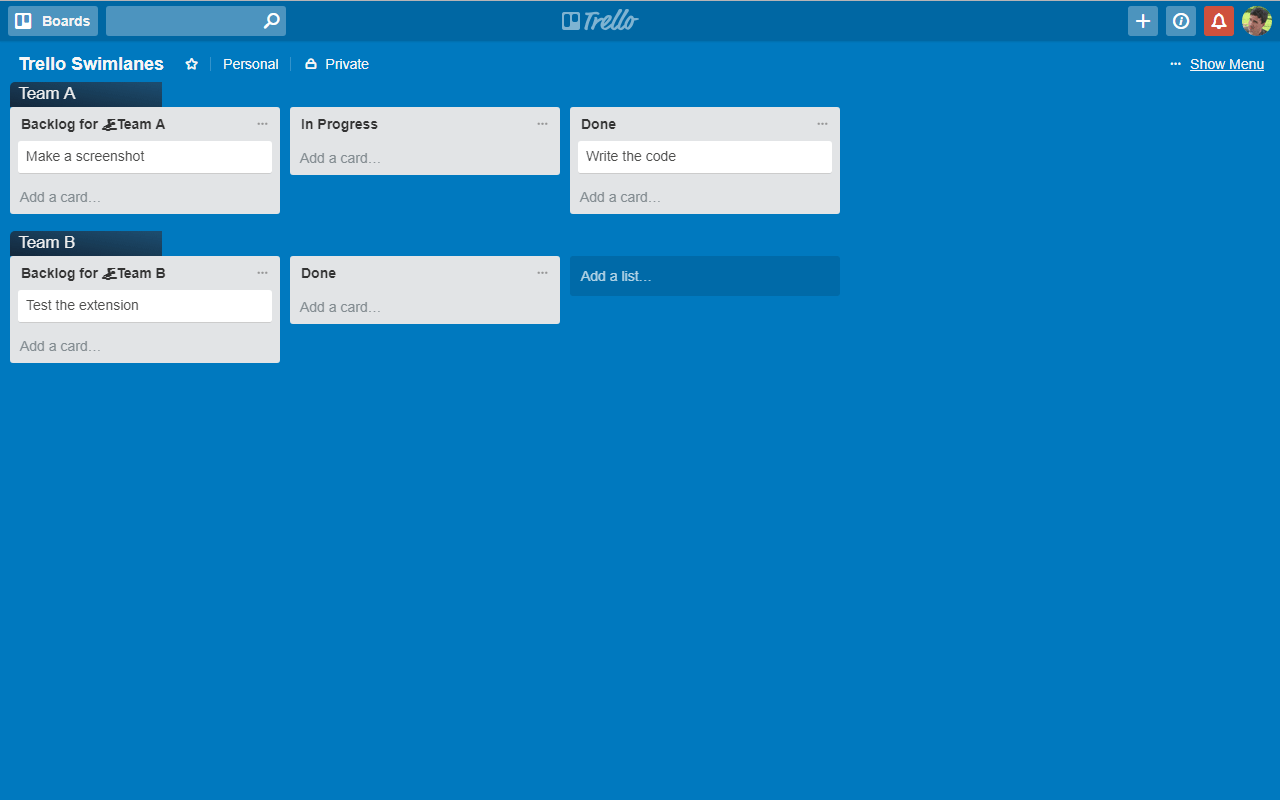 Boards
Trello
Trello Swimlanes
Personal
Private
... Show Menu
Team A
Backlog for 🏊Team A
...
In Progress
...
Done
...
Make a screenshot
Add a card…
Write the code
Add a card…
Add a card…
Team B
Backlog for 🏊Team B
...
Done
...
Add a list…
Test the extension
Add a card…
Add a card…